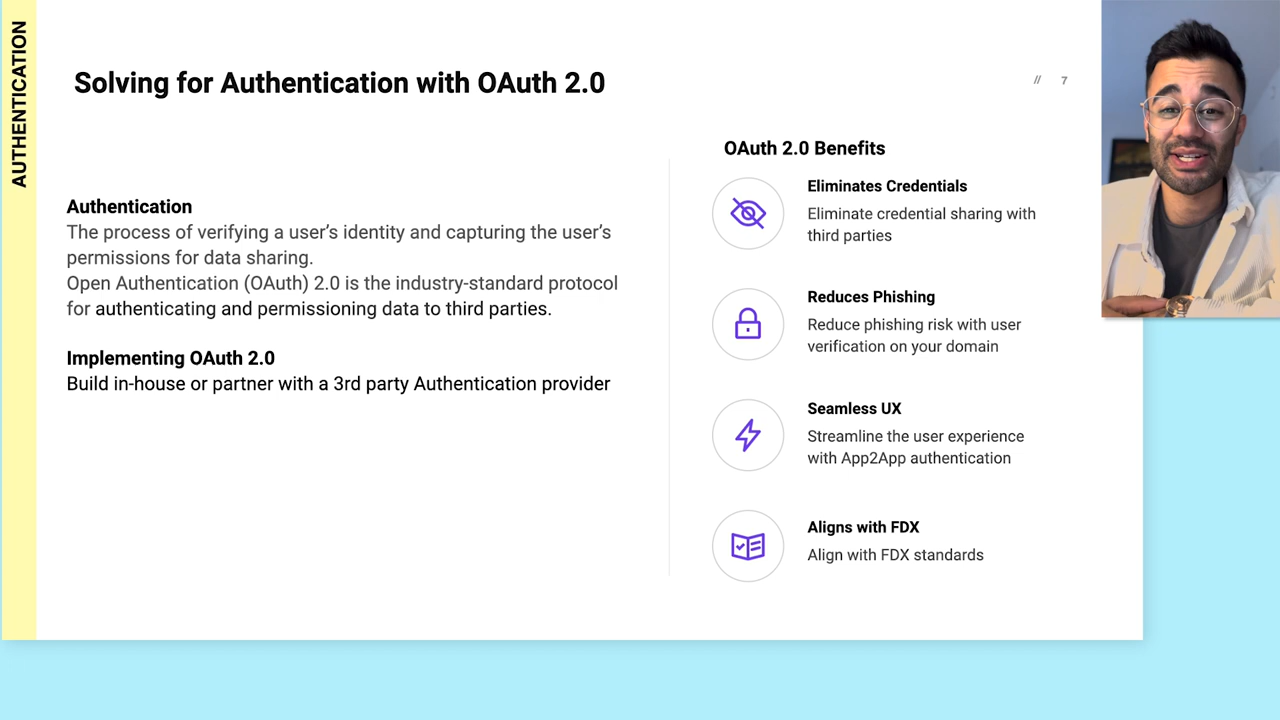 AUTHENTICATION
Solving for Authentication with OAuth 2.0
// 7
Authentication
The process of verifying a user’s identity and capturing the user’s
permissions for data sharing.
Open Authentication (OAuth) 2.0 is the industry-standard protocol
for authenticating and permissioning data to third parties.
Implementing OAuth 2.0
Build in-house or partner with a 3rd party Authentication provider
OAuth 2.0 Benefits
Eliminates Credentials
Eliminate credential sharing with
third parties
Reduces Phishing
Reduce phishing risk with user
verification on your domain
Seamless UX
Streamline the user experience
with App2App authentication
Aligns with FDX
Align with FDX standards